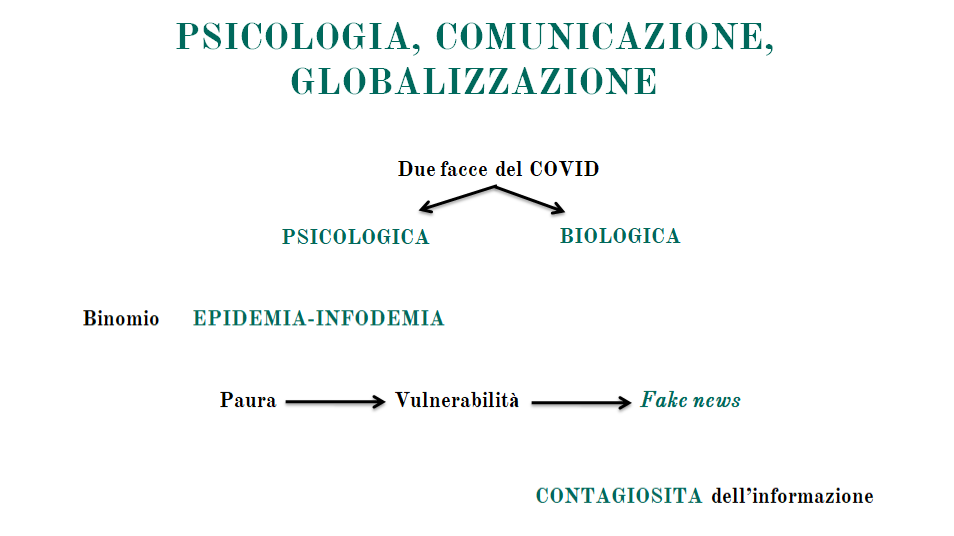 PSICOLOGIA, COMUNICAZIONE,
GLOBALIZZAZIONE
Due facce del COVID
PSICOLOGICA BIOLOGICA
Binomio EPIDEMIA-INFODEMIA
Paura Vulnerabilità Fake news
CONTAGIOSITA dell’informazione